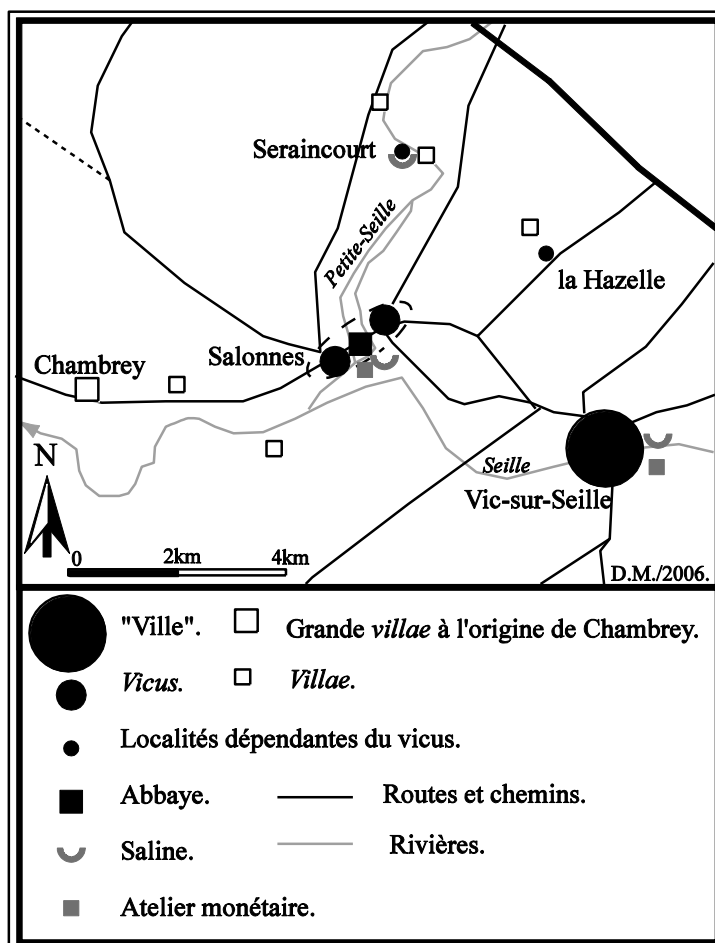 Seraincourt
Petite-Seille
la Hazelle
Salonnes
Chambrey
N
Seille
Vic-sur-Seille
0 2km 4km
D.M./2006.
"Ville". Grande villae à l'origine de Chambrey.
Vicus. Villae.
Localités dépendantes du vicus.
Abbaye. Routes et chemins.
Saline. Rivières.
Atelier monétaire.